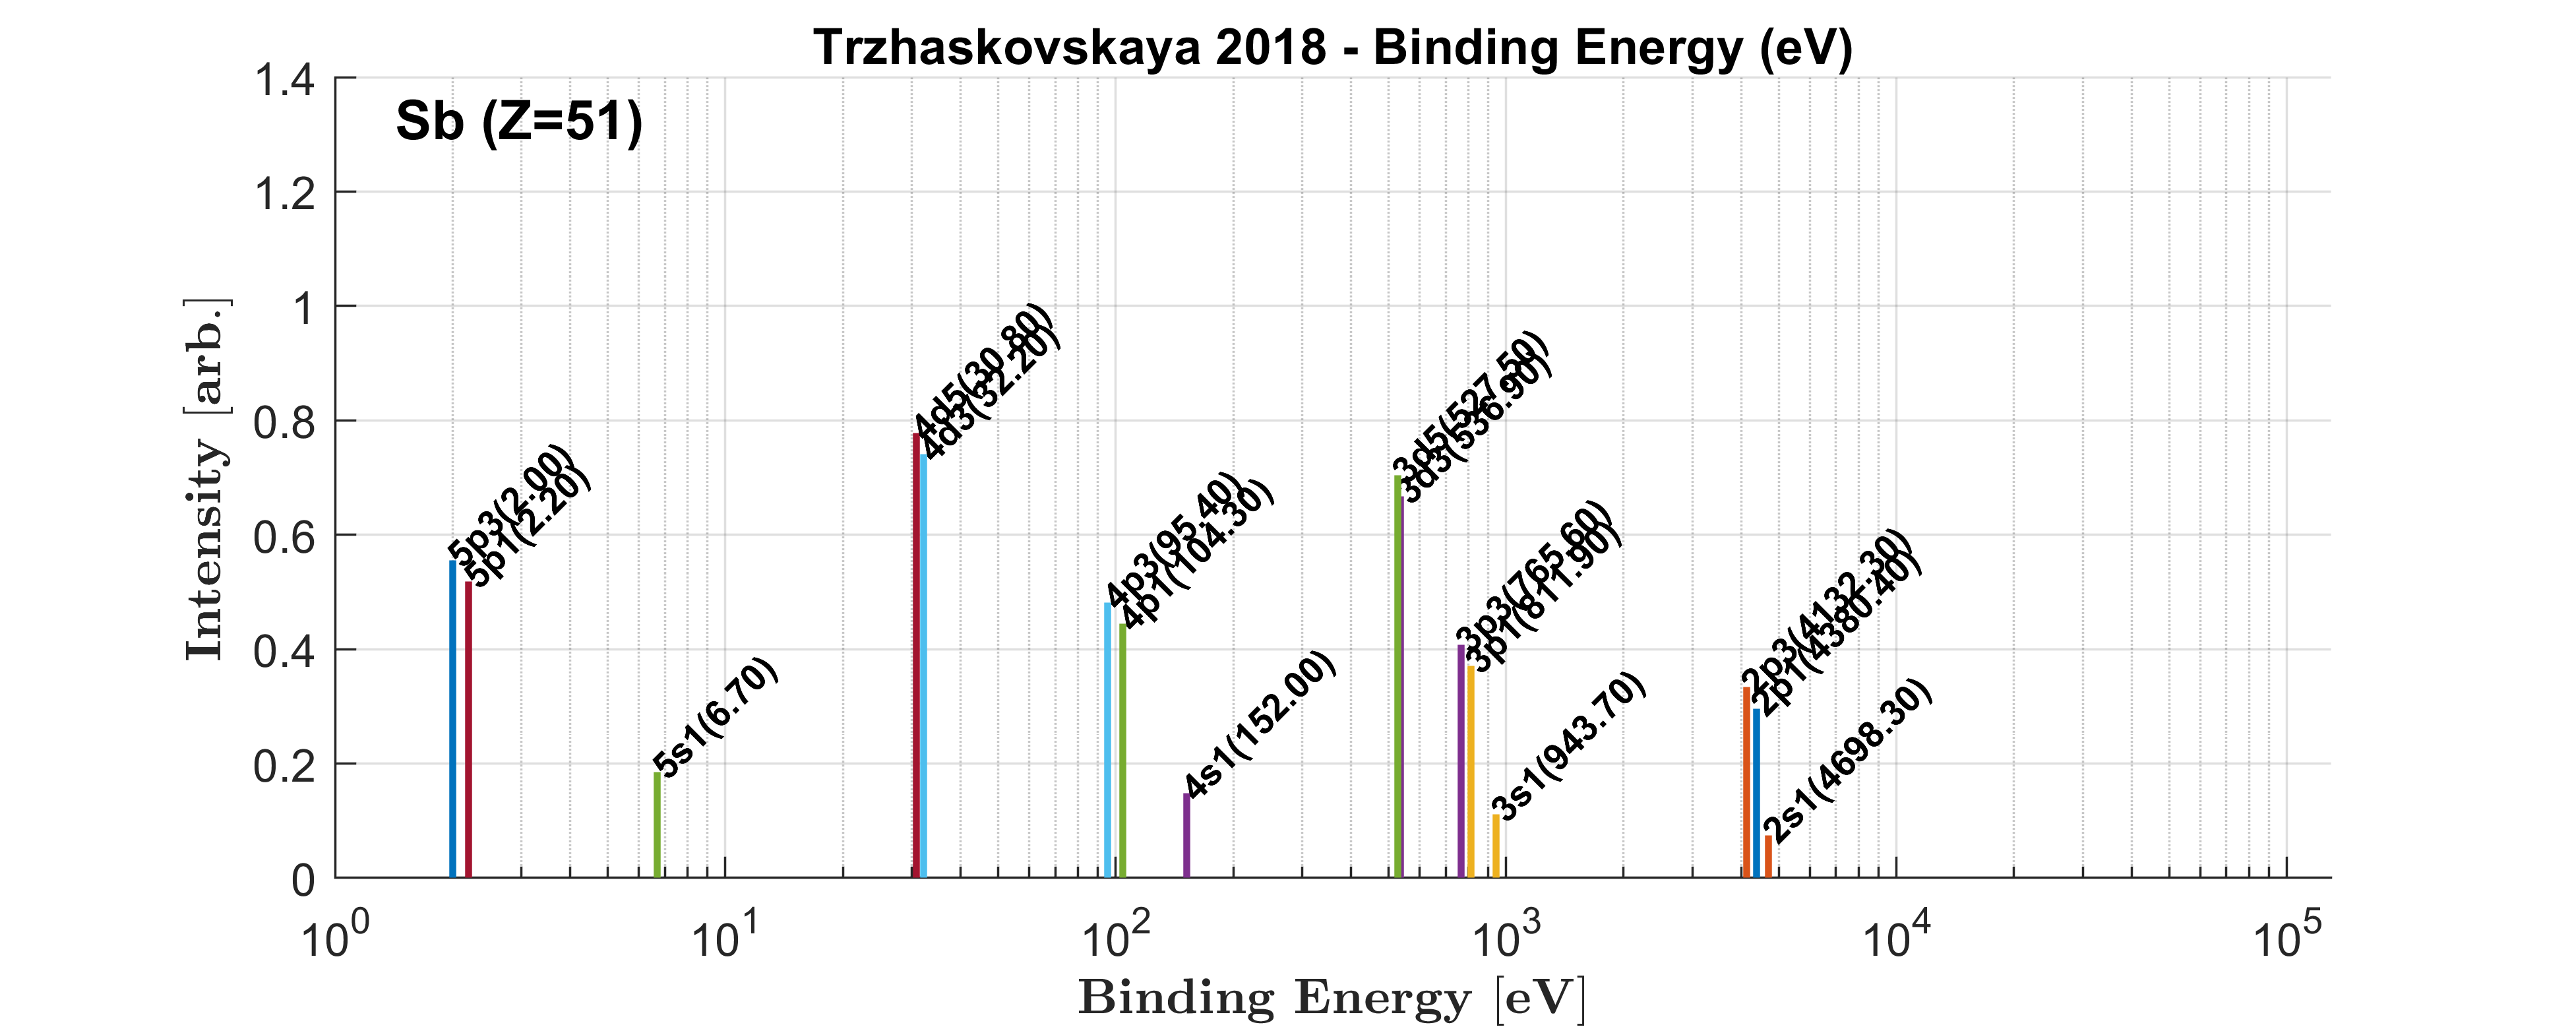 Trzhaskovskaya 2018 - Binding Energy (eV)
Sb (Z=51)
1.4
1.2
1
0.8
0.6
0.4
0.2
0
Intensity [arb.]
5p3(2.00)
5p1(2.20)
5s1(6.70)
4d5(30.80)
4d3(32.20)
4p3(95.40)
4p1(104.30)
4s1(152.00)
3d5(527.50)
3d3(536.90)
3p3(765.60)
3p1(811.90)
3s1(943.70)
2p3(4132.30)
2p1(4380.40)
2s1(4698.30)
10^0
10^1
10^2
10^3
10^4
10^5
Binding Energy [eV]